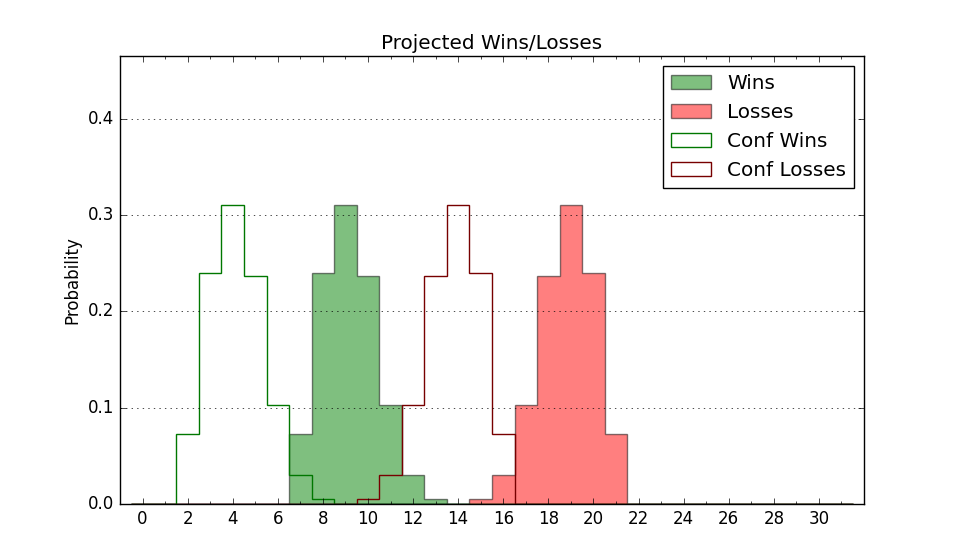 Projected Wins/Losses
Wins
Losses
Conf Wins
Conf Losses
Probability
0.4
0.3
0.2
0.1
0.0
0 2 4 6 8 10 12 14 16 18 20 22 24 26 28 30